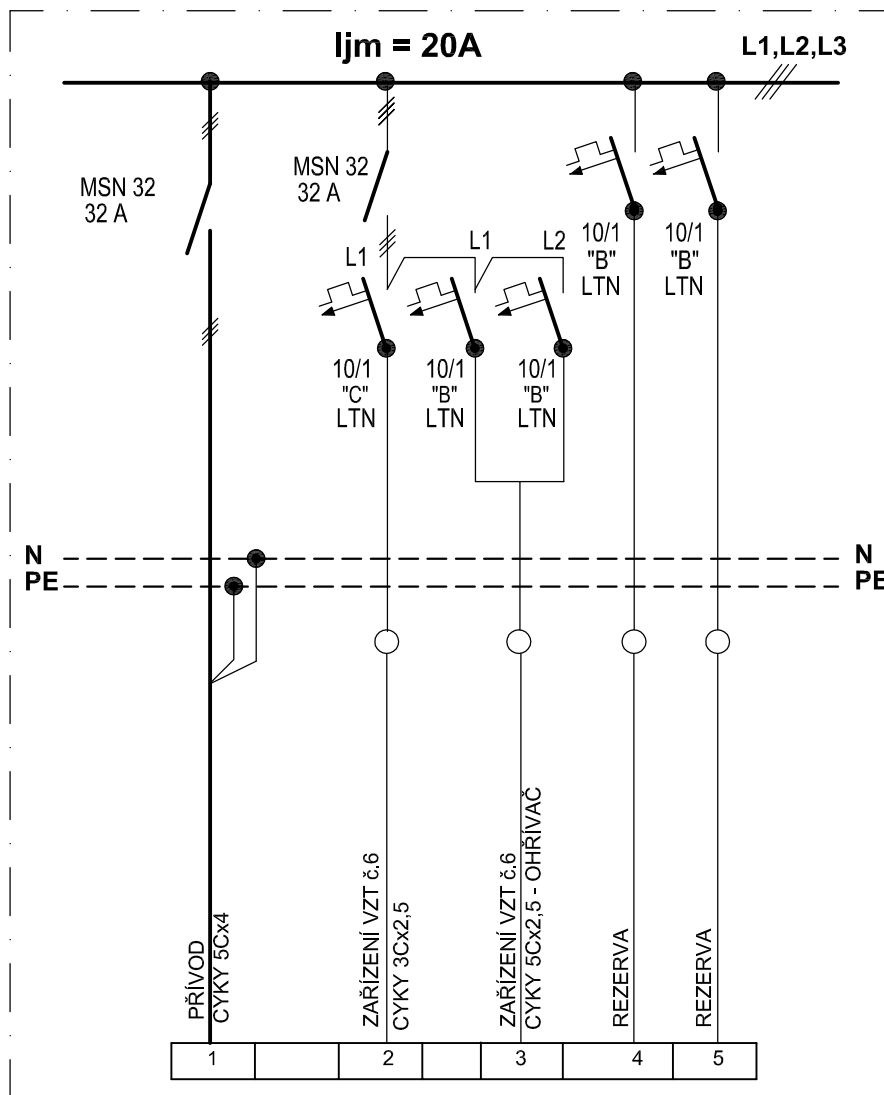 Ijm = 20A
L1,L2,L3
MSN 32
32 A
MSN 32
32 A
L1
L1
L2
10/1
"C"
LTN
10/1
"B"
LTN
10/1
"B"
LTN
10/1
"B"
LTN
10/1
"B"
LTN
N
N
PE
PE
PŘÍVOD
CYKY 5Cx4
ZAŘÍZENÍ VZT č.6
CYKY 3Cx2,5
ZAŘÍZENÍ VZT č.6
CYKY 5Cx2,5 - OHŘÍVAČ
REZERVA
REZERVA
1
2
3
4
5